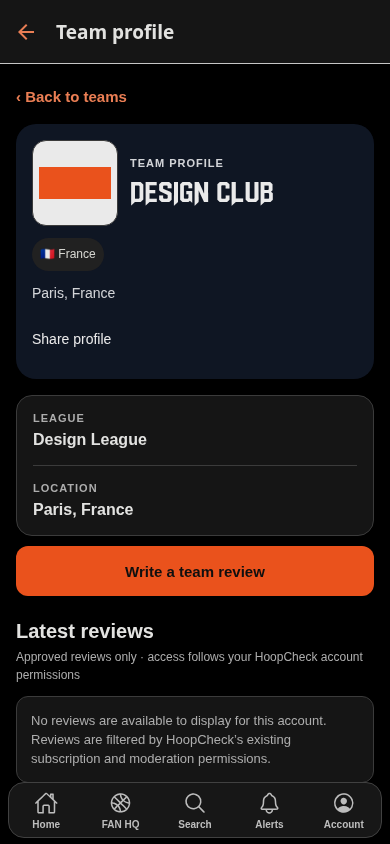 Team profile
‹ Back to teams
TEAM PROFILE
DESIGN CLUB
🇫🇷 France
Paris, France
Share profile
LEAGUE
Design League
LOCATION
Paris, France
Write a team review
Latest reviews
Approved reviews only · access follows your HoopCheck account
permissions
No reviews are available to display for this account.
Reviews are filtered by HoopCheck's existing
subscription and moderation permissions.
Home FAN HQ Search Alerts Account